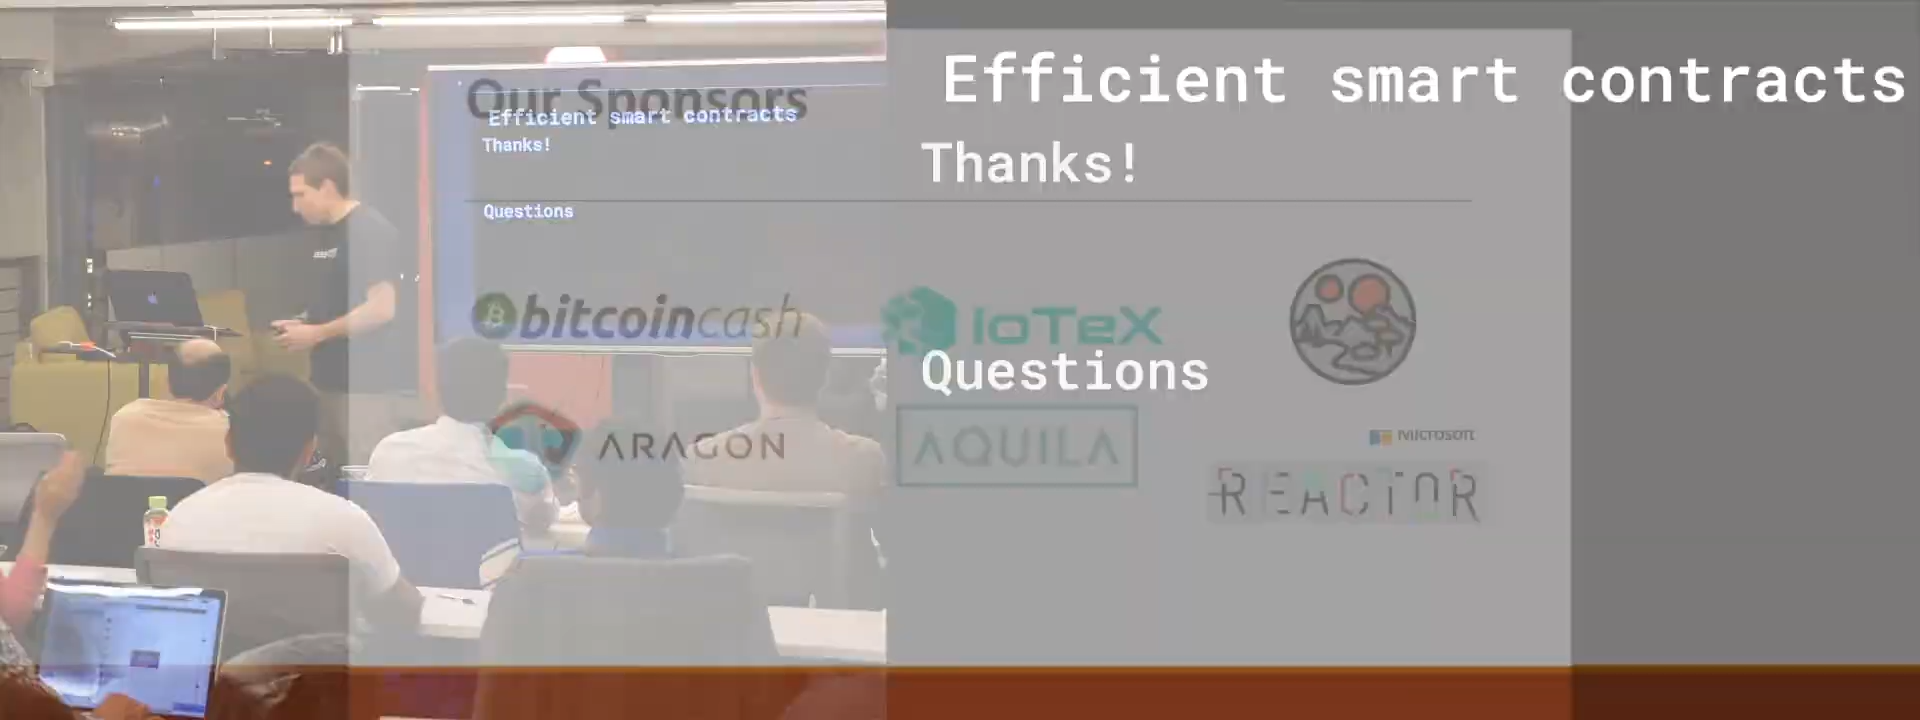 Our Sponsors
Efficient smart contracts
Thanks!
Questions
Efficient smart contracts
Thanks!
Questions
bitcoincash
IoTeX
ARAGON
AQUILA
Microsoft
REACTOR